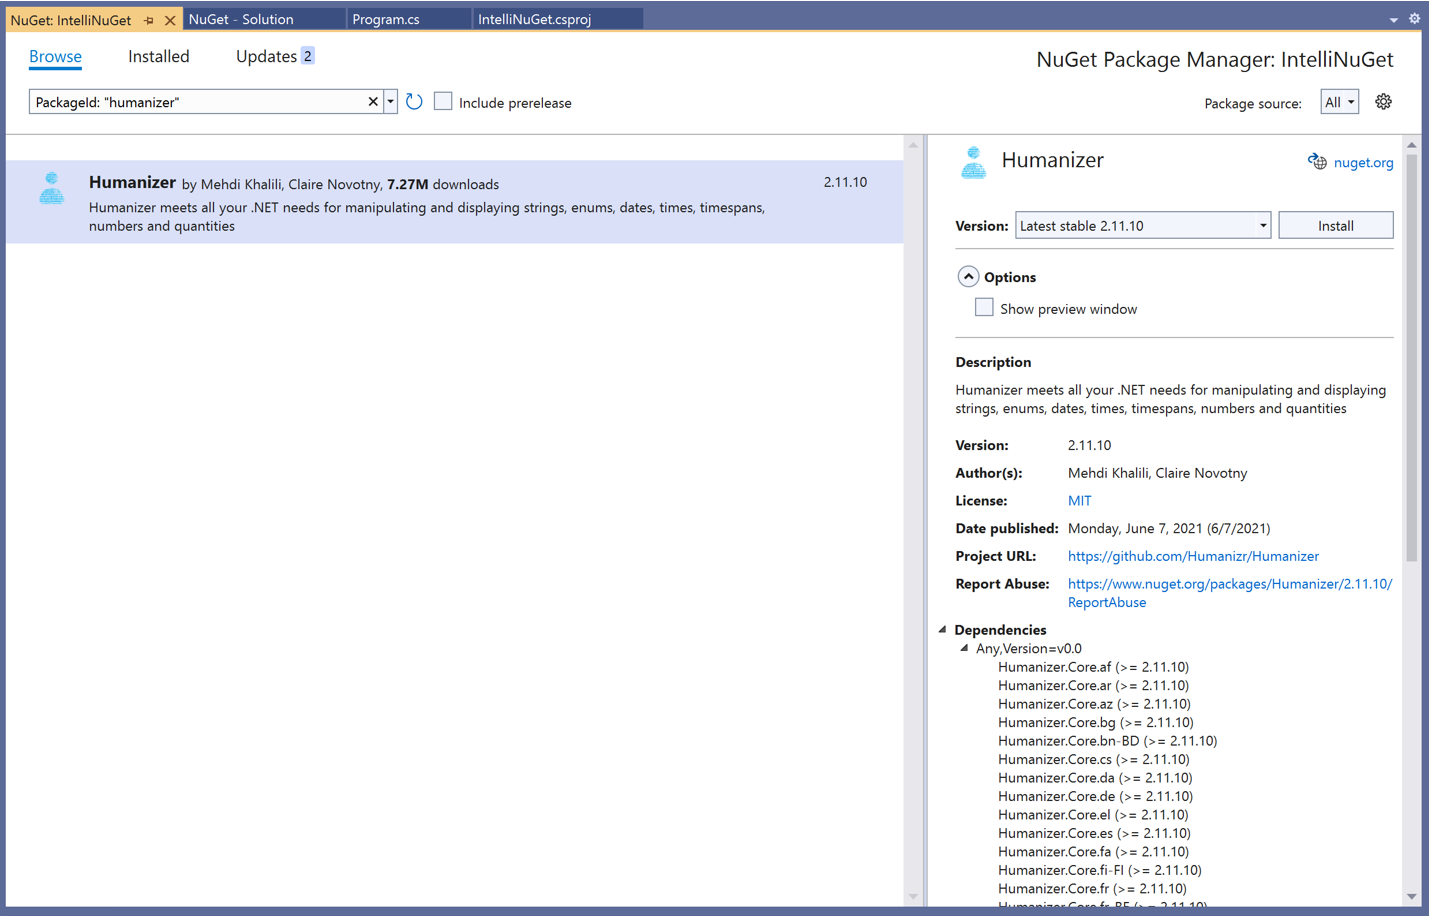 NuGet: IntelliNuGet
NuGet - Solution
Program.cs
IntelliNuGet.csproj
Browse
Installed
Updates 2
NuGet Package Manager: IntelliNuGet
PackageId: "humanizer"
Include prerelease
Package source:
All
Humanizer by Mehdi Khalili, Claire Novotny, 7.27M downloads
2.11.10
Humanizer meets all your .NET needs for manipulating and displaying strings, enums, dates, times, timespans,
numbers and quantities
Humanizer
nuget.org
Version:
Latest stable 2.11.10
Install
Options
Show preview window
Description
Humanizer meets all your .NET needs for manipulating and displaying
strings, enums, dates, times, timespans, numbers and quantities
Version: 2.11.10
Author(s): Mehdi Khalili, Claire Novotny
License: MIT
Date published: Monday, June 7, 2021 (6/7/2021)
Project URL: https://github.com/Humanizr/Humanizer
Report Abuse: https://www.nuget.org/packages/Humanizer/2.11.10/
ReportAbuse
Dependencies
Any,Version=v0.0
Humanizer.Core.af (>= 2.11.10)
Humanizer.Core.ar (>= 2.11.10)
Humanizer.Core.az (>= 2.11.10)
Humanizer.Core.bg (>= 2.11.10)
Humanizer.Core.bn-BD (>= 2.11.10)
Humanizer.Core.cs (>= 2.11.10)
Humanizer.Core.da (>= 2.11.10)
Humanizer.Core.de (>= 2.11.10)
Humanizer.Core.el (>= 2.11.10)
Humanizer.Core.es (>= 2.11.10)
Humanizer.Core.fa (>= 2.11.10)
Humanizer.Core.fi-FI (>= 2.11.10)
Humanizer.Core.fr (>= 2.11.10)
Humanizer.Core.fr-BE (>= 2.11.10)